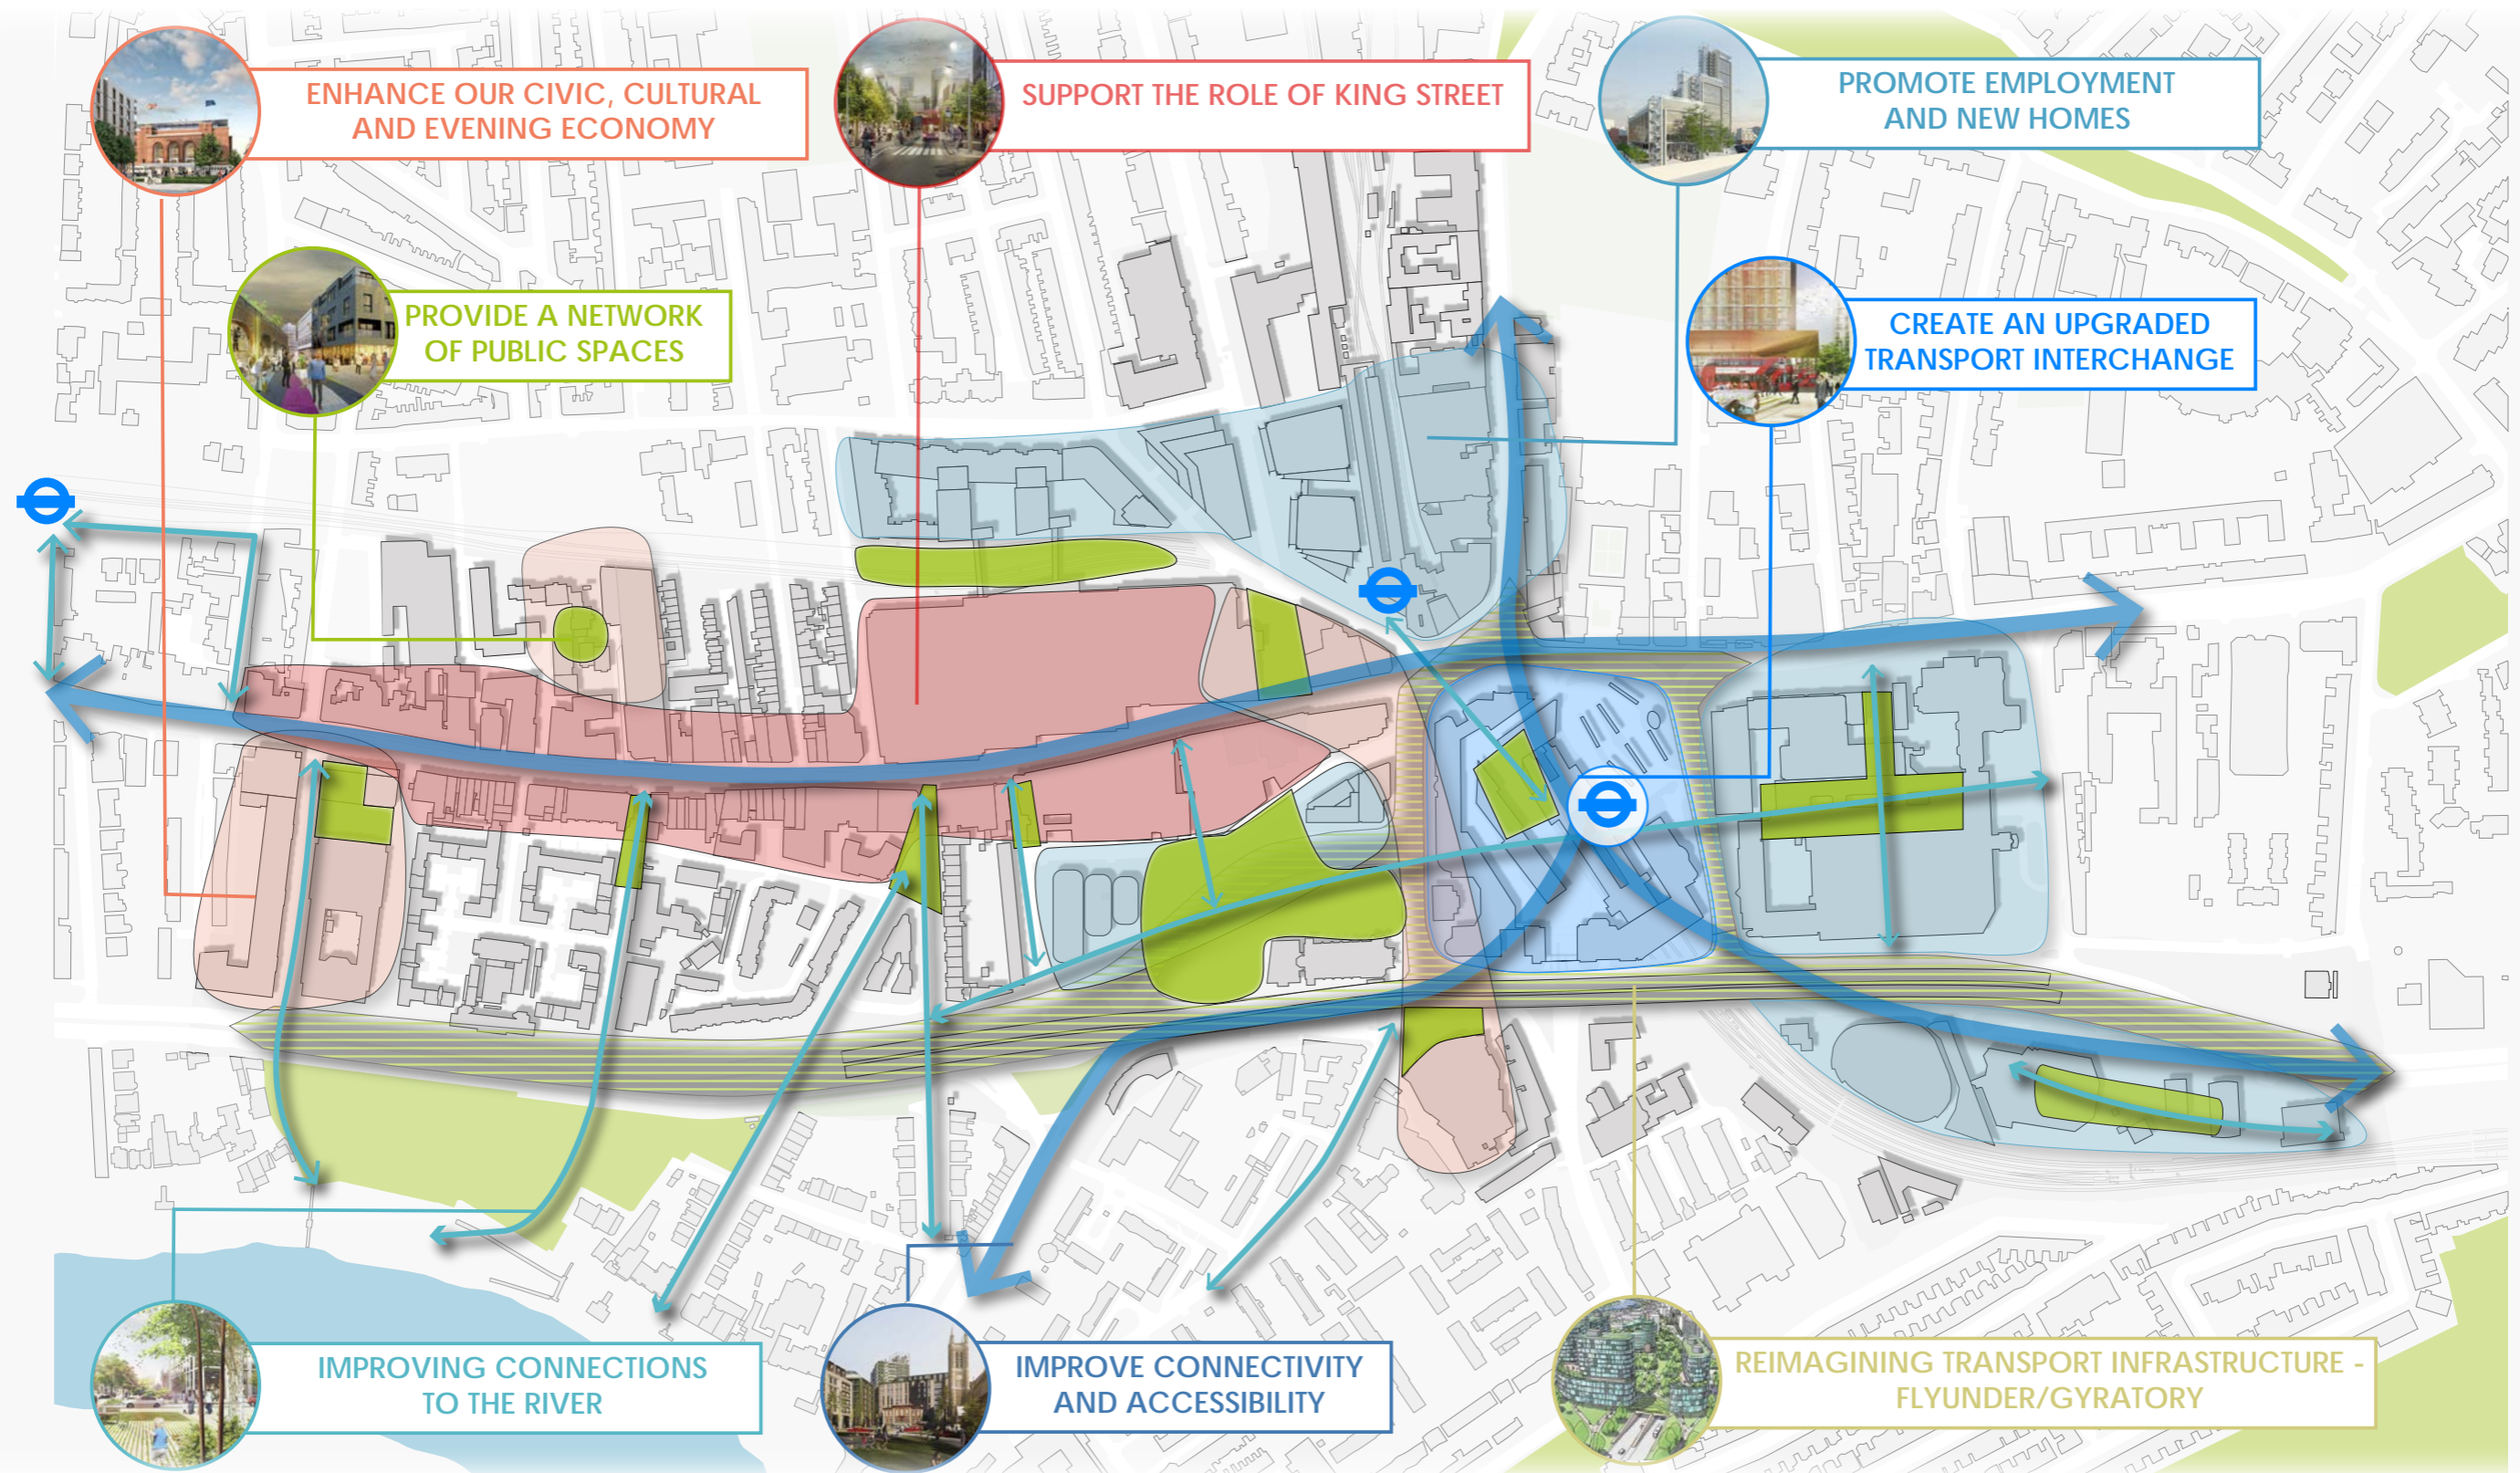 ENHANCE OUR CIVIC, CULTURAL
AND EVENING ECONOMY
SUPPORT THE ROLE OF KING STREET
PROMOTE EMPLOYMENT
AND NEW HOMES
PROVIDE A NETWORK
OF PUBLIC SPACES
CREATE AN UPGRADED
TRANSPORT INTERCHANGE
IMPROVING CONNECTIONS
TO THE RIVER
IMPROVE CONNECTIVITY
AND ACCESSIBILITY
REIMAGINING TRANSPORT INFRASTRUCTURE -
FLYUNDER/GYRATORY